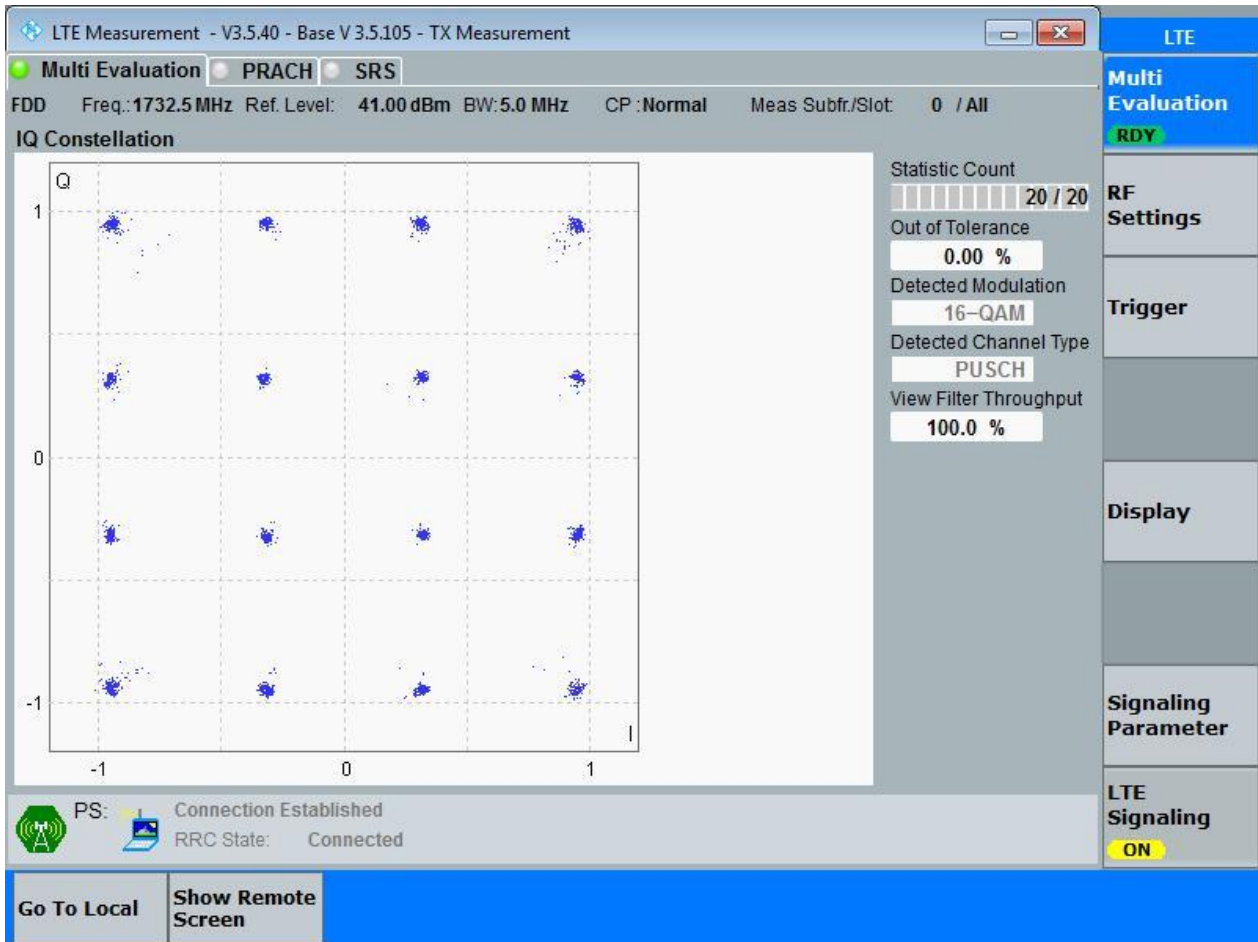 LTE Measurement - V3.5.40 - Base V 3.5.105 - TX Measurement
LTE
Multi Evaluation PRACH SRS
FDD Freq.: 1732.5 MHz Ref. Level: 41.00 dBm BW: 5.0 MHz CP : Normal Meas Subfr./Slot: 0 / All
IQ Constellation
Q
1
0
-1
I
-1 0 1
Statistic Count
20 / 20
Out of Tolerance
0.00 %
Detected Modulation
16-QAM
Detected Channel Type
PUSCH
View Filter Throughput
100.0 %
Multi
Evaluation
RDY
RF
Settings
Trigger
Display
Signaling
Parameter
LTE
Signaling
ON
PS: Connection Established
RRC State: Connected
Go To Local
Show Remote
Screen